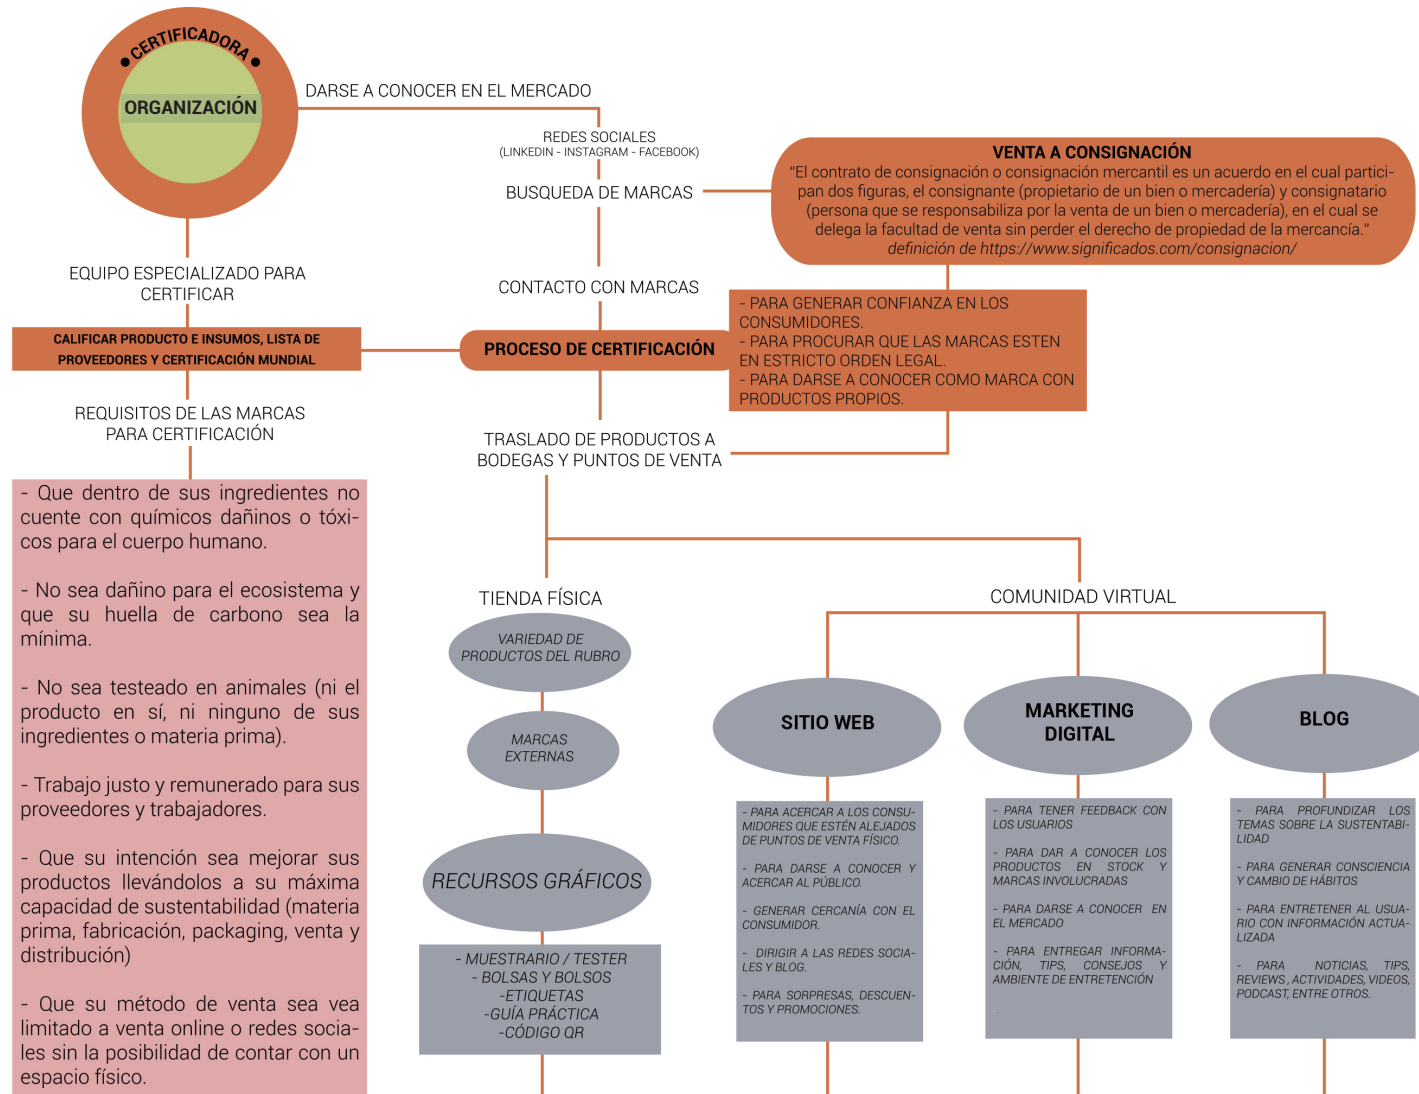 CERTIFICADORA
ORGANIZACIÓN
DARSE A CONOCER EN EL MERCADO
REDES SOCIALES
(LINKEDIN - INSTAGRAM - FACEBOOK)
BUSQUEDA DE MARCAS
VENTA A CONSIGNACIÓN
“El contrato de consignación o consignación mercantil es un acuerdo en el cual partici-
pan dos figuras, el consignante (propietario de un bien o mercadería) y consignatario
(persona que se responsabiliza por la venta de un bien o mercadería), en el cual se
delega la facultad de venta sin perder el derecho de propiedad de la mercancía.”
definición de https://www.significados.com/consignacion/
EQUIPO ESPECIALIZADO PARA
CERTIFICAR
CONTACTO CON MARCAS
CALIFICAR PRODUCTO E INSUMOS, LISTA DE
PROVEEDORES Y CERTIFICACIÓN MUNDIAL
PROCESO DE CERTIFICACIÓN
- PARA GENERAR CONFIANZA EN LOS
CONSUMIDORES.
- PARA PROCURAR QUE LAS MARCAS ESTEN
EN ESTRICTO ORDEN LEGAL.
- PARA DARSE A CONOCER COMO MARCA CON
PRODUCTOS PROPIOS.
REQUISITOS DE LAS MARCAS
PARA CERTIFICACIÓN
TRASLADO DE PRODUCTOS A
BODEGAS Y PUNTOS DE VENTA
- Que dentro de sus ingredientes no
cuente con químicos dañinos o tóxi-
cos para el cuerpo humano.
- No sea dañino para el ecosistema y
que su huella de carbono sea la
mínima.
- No sea testeado en animales (ni el
producto en sí, ni ninguno de sus
ingredientes o materia prima).
- Trabajo justo y remunerado para sus
proveedores y trabajadores.
- Que su intención sea mejorar sus
productos llevándolos a su máxima
capacidad de sustentabilidad (materia
prima, fabricación, packaging, venta y
distribución)
- Que su método de venta sea vea
limitado a venta online o redes socia-
les sin la posibilidad de contar con un
espacio físico.
TIENDA FÍSICA
VARIEDAD DE
PRODUCTOS DEL RUBRO
MARCAS
EXTERNAS
RECURSOS GRÁFICOS
- MUESTRARIO / TESTER
- BOLSAS Y BOLSOS
-ETIQUETAS
-GUÍA PRÁCTICA
-CÓDIGO QR
COMUNIDAD VIRTUAL
SITIO WEB
- PARA ACERCAR A LOS CONSU-
MIDORES QUE ESTÉN ALEJADOS
DE PUNTOS DE VENTA FÍSICO.
- PARA DARSE A CONOCER Y
ACERCAR AL PÚBLICO.
- GENERAR CERCANÍA CON EL
CONSUMIDOR.
- DIRIGIR A LAS REDES SOCIA-
LES Y BLOG.
- PARA SORPRESAS, DESCUEN-
TOS Y PROMOCIONES.
MARKETING
DIGITAL
- PARA TENER FEEDBACK CON
LOS USUARIOS
- PARA DAR A CONOCER LOS
PRODUCTOS EN STOCK Y
MARCAS INVOLUCRADAS
- PARA DARSE A CONOCER EN
EL MERCADO
- PARA ENTREGAR INFORMA-
CIÓN, TIPS, CONSEJOS Y
AMBIENTE DE ENTRETENCIÓN
BLOG
- PARA PROFUNDIZAR LOS
TEMAS SOBRE LA SUSTENTABI-
LIDAD
- PARA GENERAR CONSCIENCIA
Y CAMBIO DE HÁBITOS
- PARA ENTRETENER AL USUA-
RIO CON INFORMACIÓN ACTUA-
LIZADA
- PARA NOTICIAS, TIPS,
REVIEWS , ACTIVIDADES, VIDEOS,
PODCAST, ENTRE OTROS.